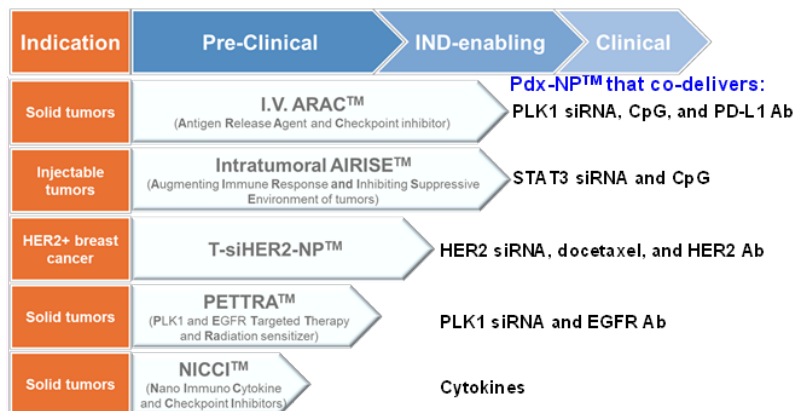 Indication Pre-Clinical IND-enabling Clinical
Pdx-NP™ that co-delivers:
Solid tumors
I.V. ARAC™
(Antigen Release Agent and Checkpoint inhibitor)
PLK1 siRNA, CpG, and PD-L1 Ab
Injectable
tumors
Intratumoral AIRISE™
(Augmenting Immune Response and Inhibiting Suppressive
Environment of tumors)
STAT3 siRNA and CpG
HER2+ breast
cancer
T-siHER2-NP™
HER2 siRNA, docetaxel, and HER2 Ab
Solid tumors
PETTRA™
(PLK1 and EGFR Targeted Therapy
and Radiation sensitizer)
PLK1 siRNA and EGFR Ab
Solid tumors
NICCI™
(Nano Immuno Cytokine
and Checkpoint Inhibitors)
Cytokines